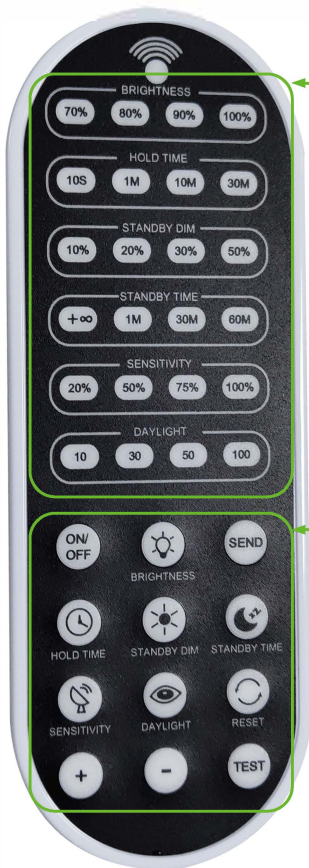 BRIGHTNESS
70% 80% 90% 100%
HOLD TIME
10S 1M 10M 30M
STANDBY DIM
10% 20% 30% 50%
STANDBY TIME
+∞ 1M 30M 60M
SENSITIVITY
20% 50% 75% 100%
DAYLIGHT
10 30 50 100
ON/
OFF
SEND
BRIGHTNESS
HOLD TIME STANDBY DIM STANDBY TIME
SENSITIVITY DAYLIGHT RESET
+ - TEST